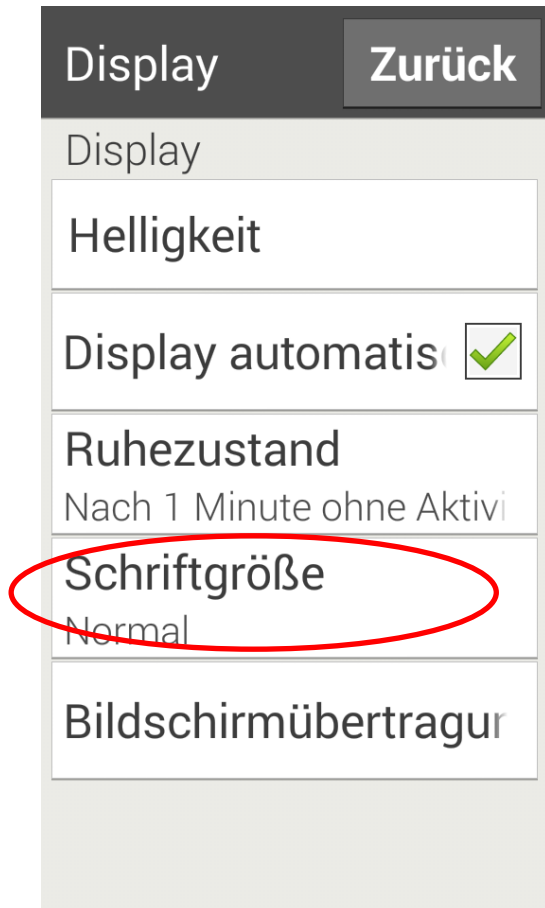 Display
Zurück
Display
Helligkeit
Display automatis
Ruhezustand
Nach 1 Minute ohne Aktivi
Schriftgröße
Normal
Bildschirmübertragur